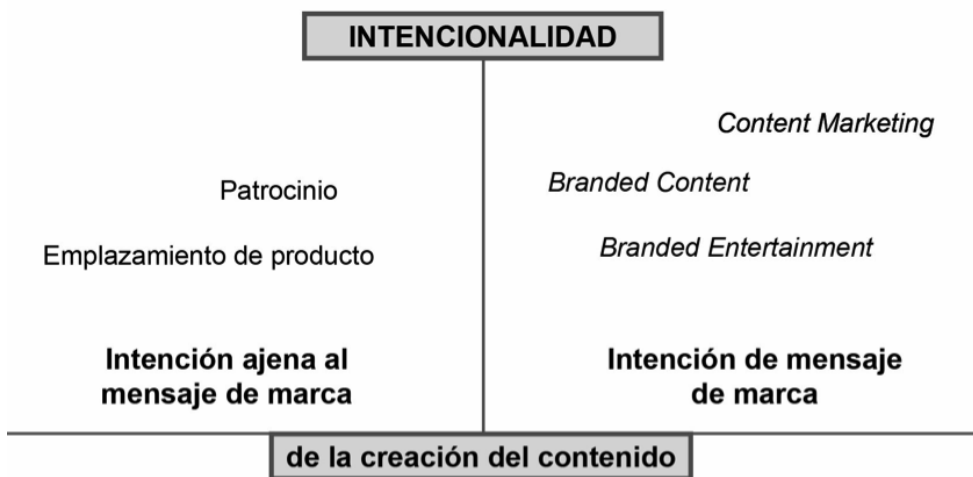 INTENCIONALIDAD
Content Marketing
Patrocinio
Branded Content
Emplazamiento de producto
Branded Entertainment
Intención ajena al
mensaje de marca
Intención de mensaje
de marca
de la creación del contenido